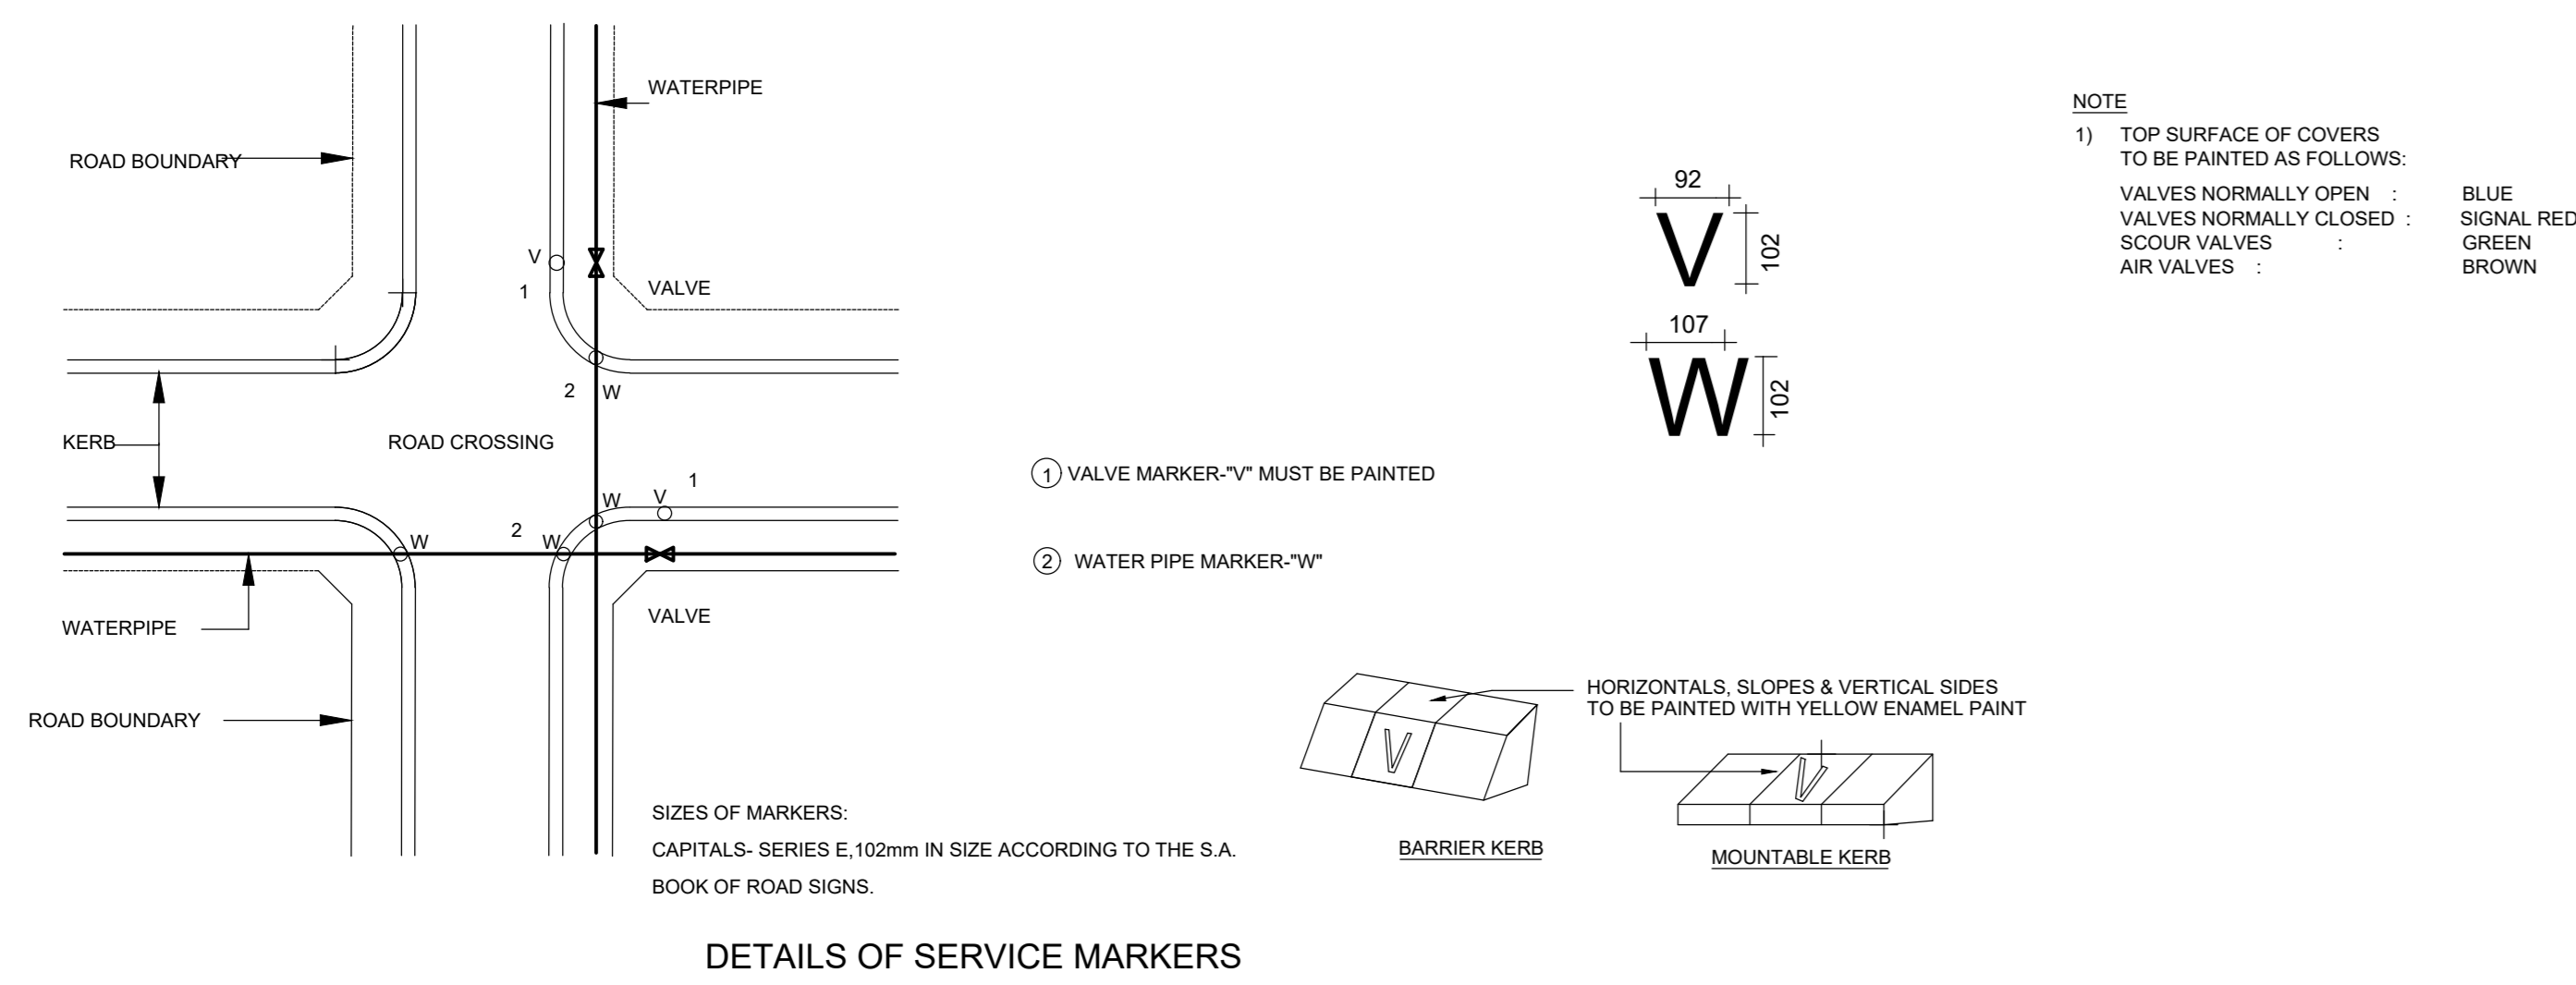 WATERPIPE
ROAD BOUNDARY
V
1
VALVE
2 W
KERB
ROAD CROSSING
1
W V
2
W
W
WATERPIPE
VALVE
ROAD BOUNDARY
SIZES OF MARKERS:
CAPITALS- SERIES E,102mm IN SIZE ACCORDING TO THE S.A.
BOOK OF ROAD SIGNS.
1 VALVE MARKER-"V" MUST BE PAINTED
2 WATER PIPE MARKER-"W"
92
V
102
107
W
102
NOTE
1) TOP SURFACE OF COVERS
TO BE PAINTED AS FOLLOWS:
VALVES NORMALLY OPEN : BLUE
VALVES NORMALLY CLOSED : SIGNAL RED
SCOUR VALVES : GREEN
AIR VALVES : BROWN
HORIZONTALS, SLOPES & VERTICAL SIDES
TO BE PAINTED WITH YELLOW ENAMEL PAINT
V
V
BARRIER KERB
MOUNTABLE KERB
DETAILS OF SERVICE MARKERS